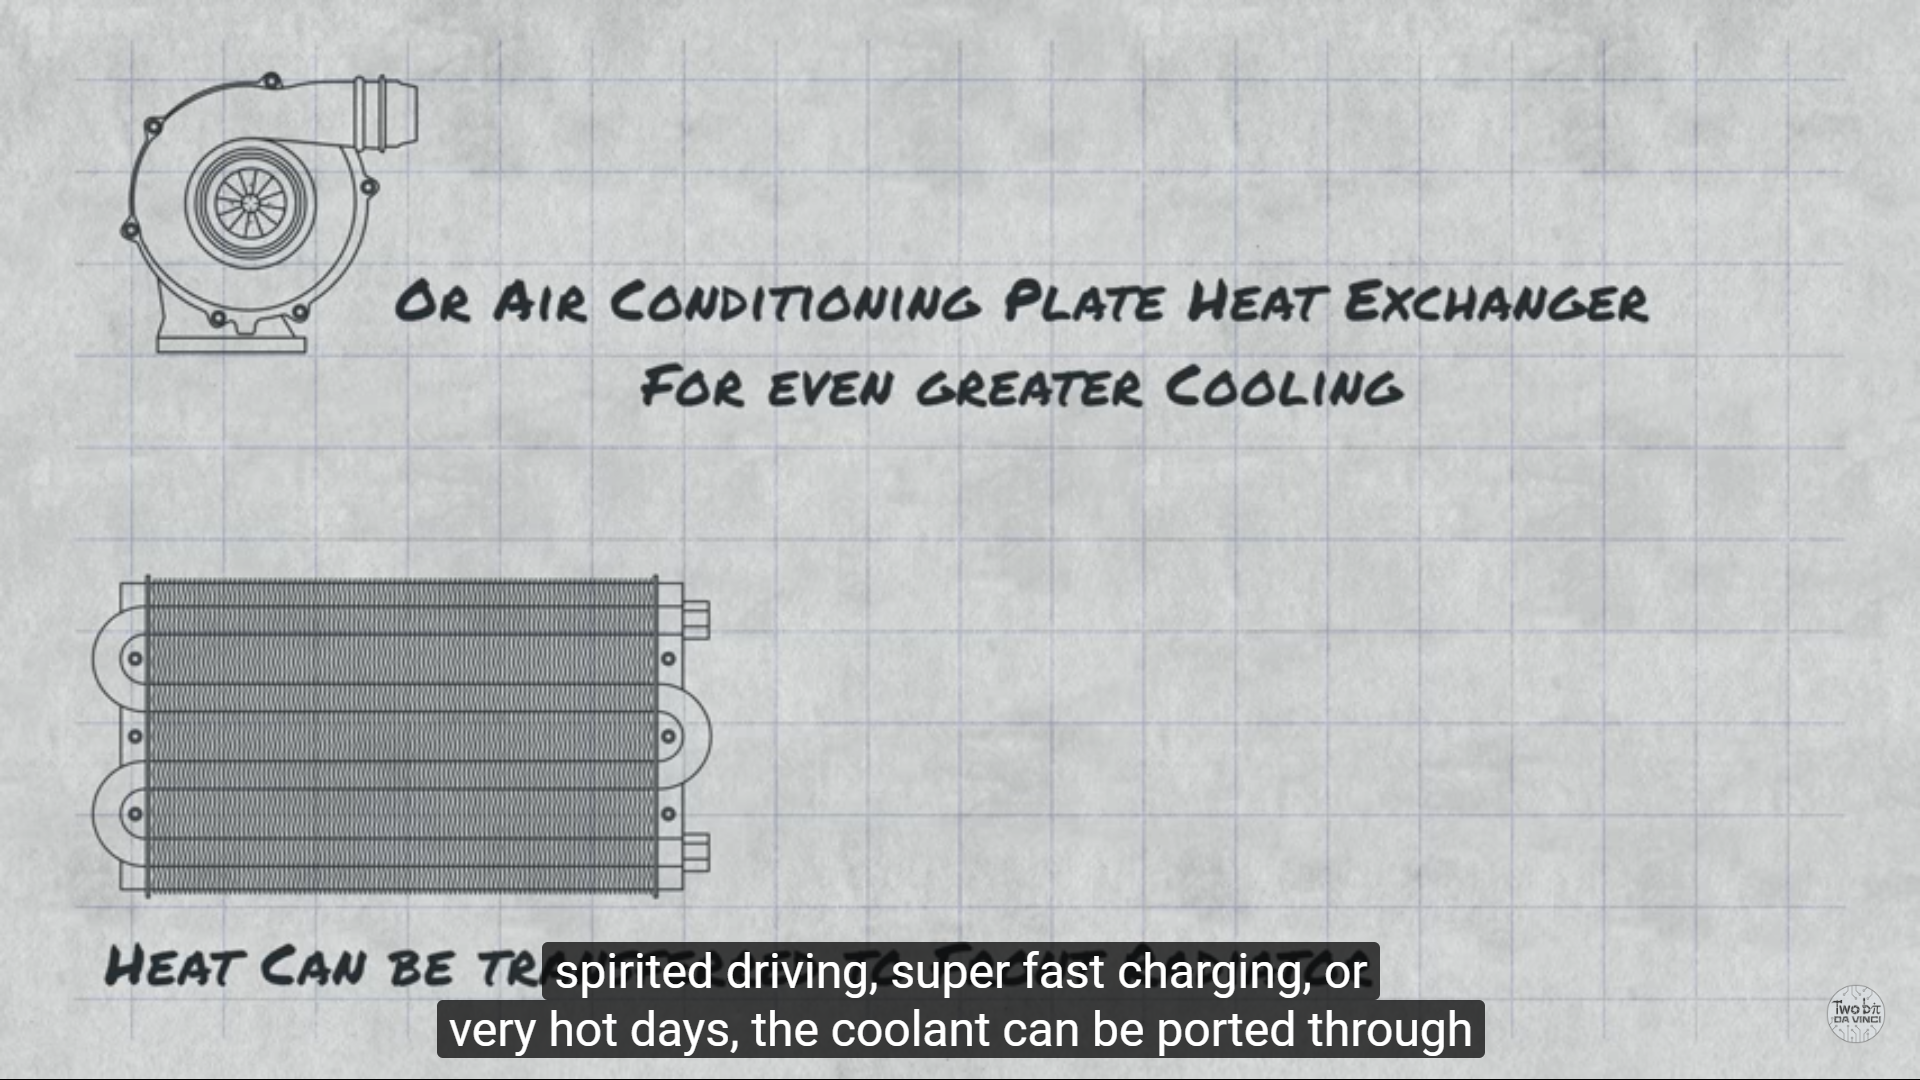 Or Air Conditioning Plate Heat Exchanger
For even greater Cooling
Heat Can be
spirited driving, super fast charging, or
very hot days, the coolant can be ported through
Two bit
DA VINCI